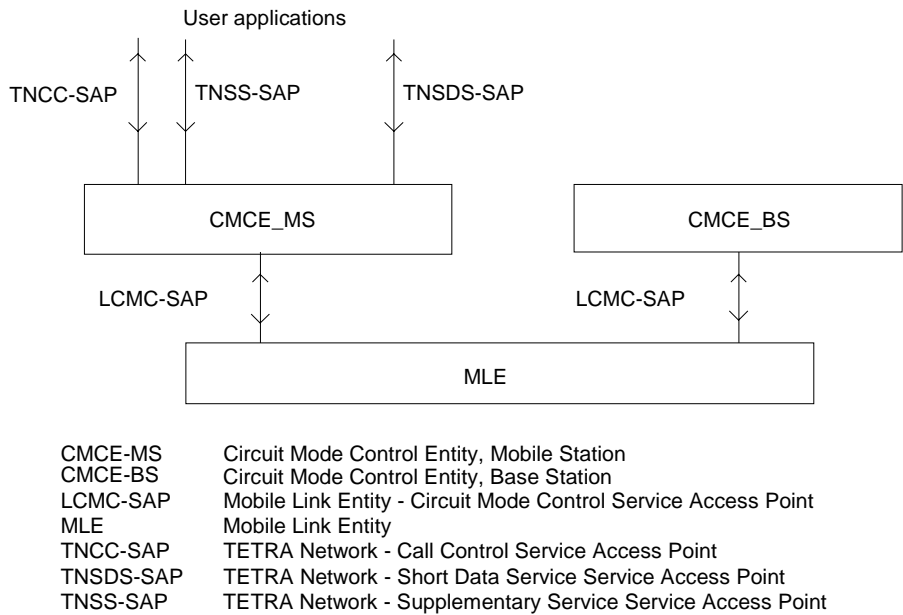 User applications
TNCC-SAP TNSS-SAP TNSDS-SAP
CMCE_MS CMCE_BS
LCMC-SAP LCMC-SAP
MLE
CMCE-MS Circuit Mode Control Entity, Mobile Station
CMCE-BS Circuit Mode Control Entity, Base Station
LCMC-SAP Mobile Link Entity - Circuit Mode Control Service Access Point
MLE Mobile Link Entity
TNCC-SAP TETRA Network - Call Control Service Access Point
TNSDS-SAP TETRA Network - Short Data Service Service Access Point
TNSS-SAP TETRA Network - Supplementary Service Service Access Point